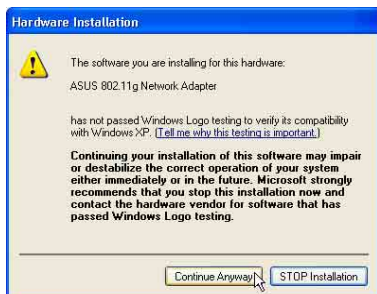 Hardware Installation
The software you are installing for this hardware:
ASUS 802.11g Network Adapter
has not passed Windows Logo testing to verify its compatibility
with Windows XP. (Tell me why this testing is important.)
Continuing your installation of this software may impair
or destabilize the correct operation of your system
either immediately or in the future. Microsoft strongly
recommends that you stop this installation now and
contact the hardware vendor for software that has
passed Windows Logo testing.
Continue Anyway STOP Installation